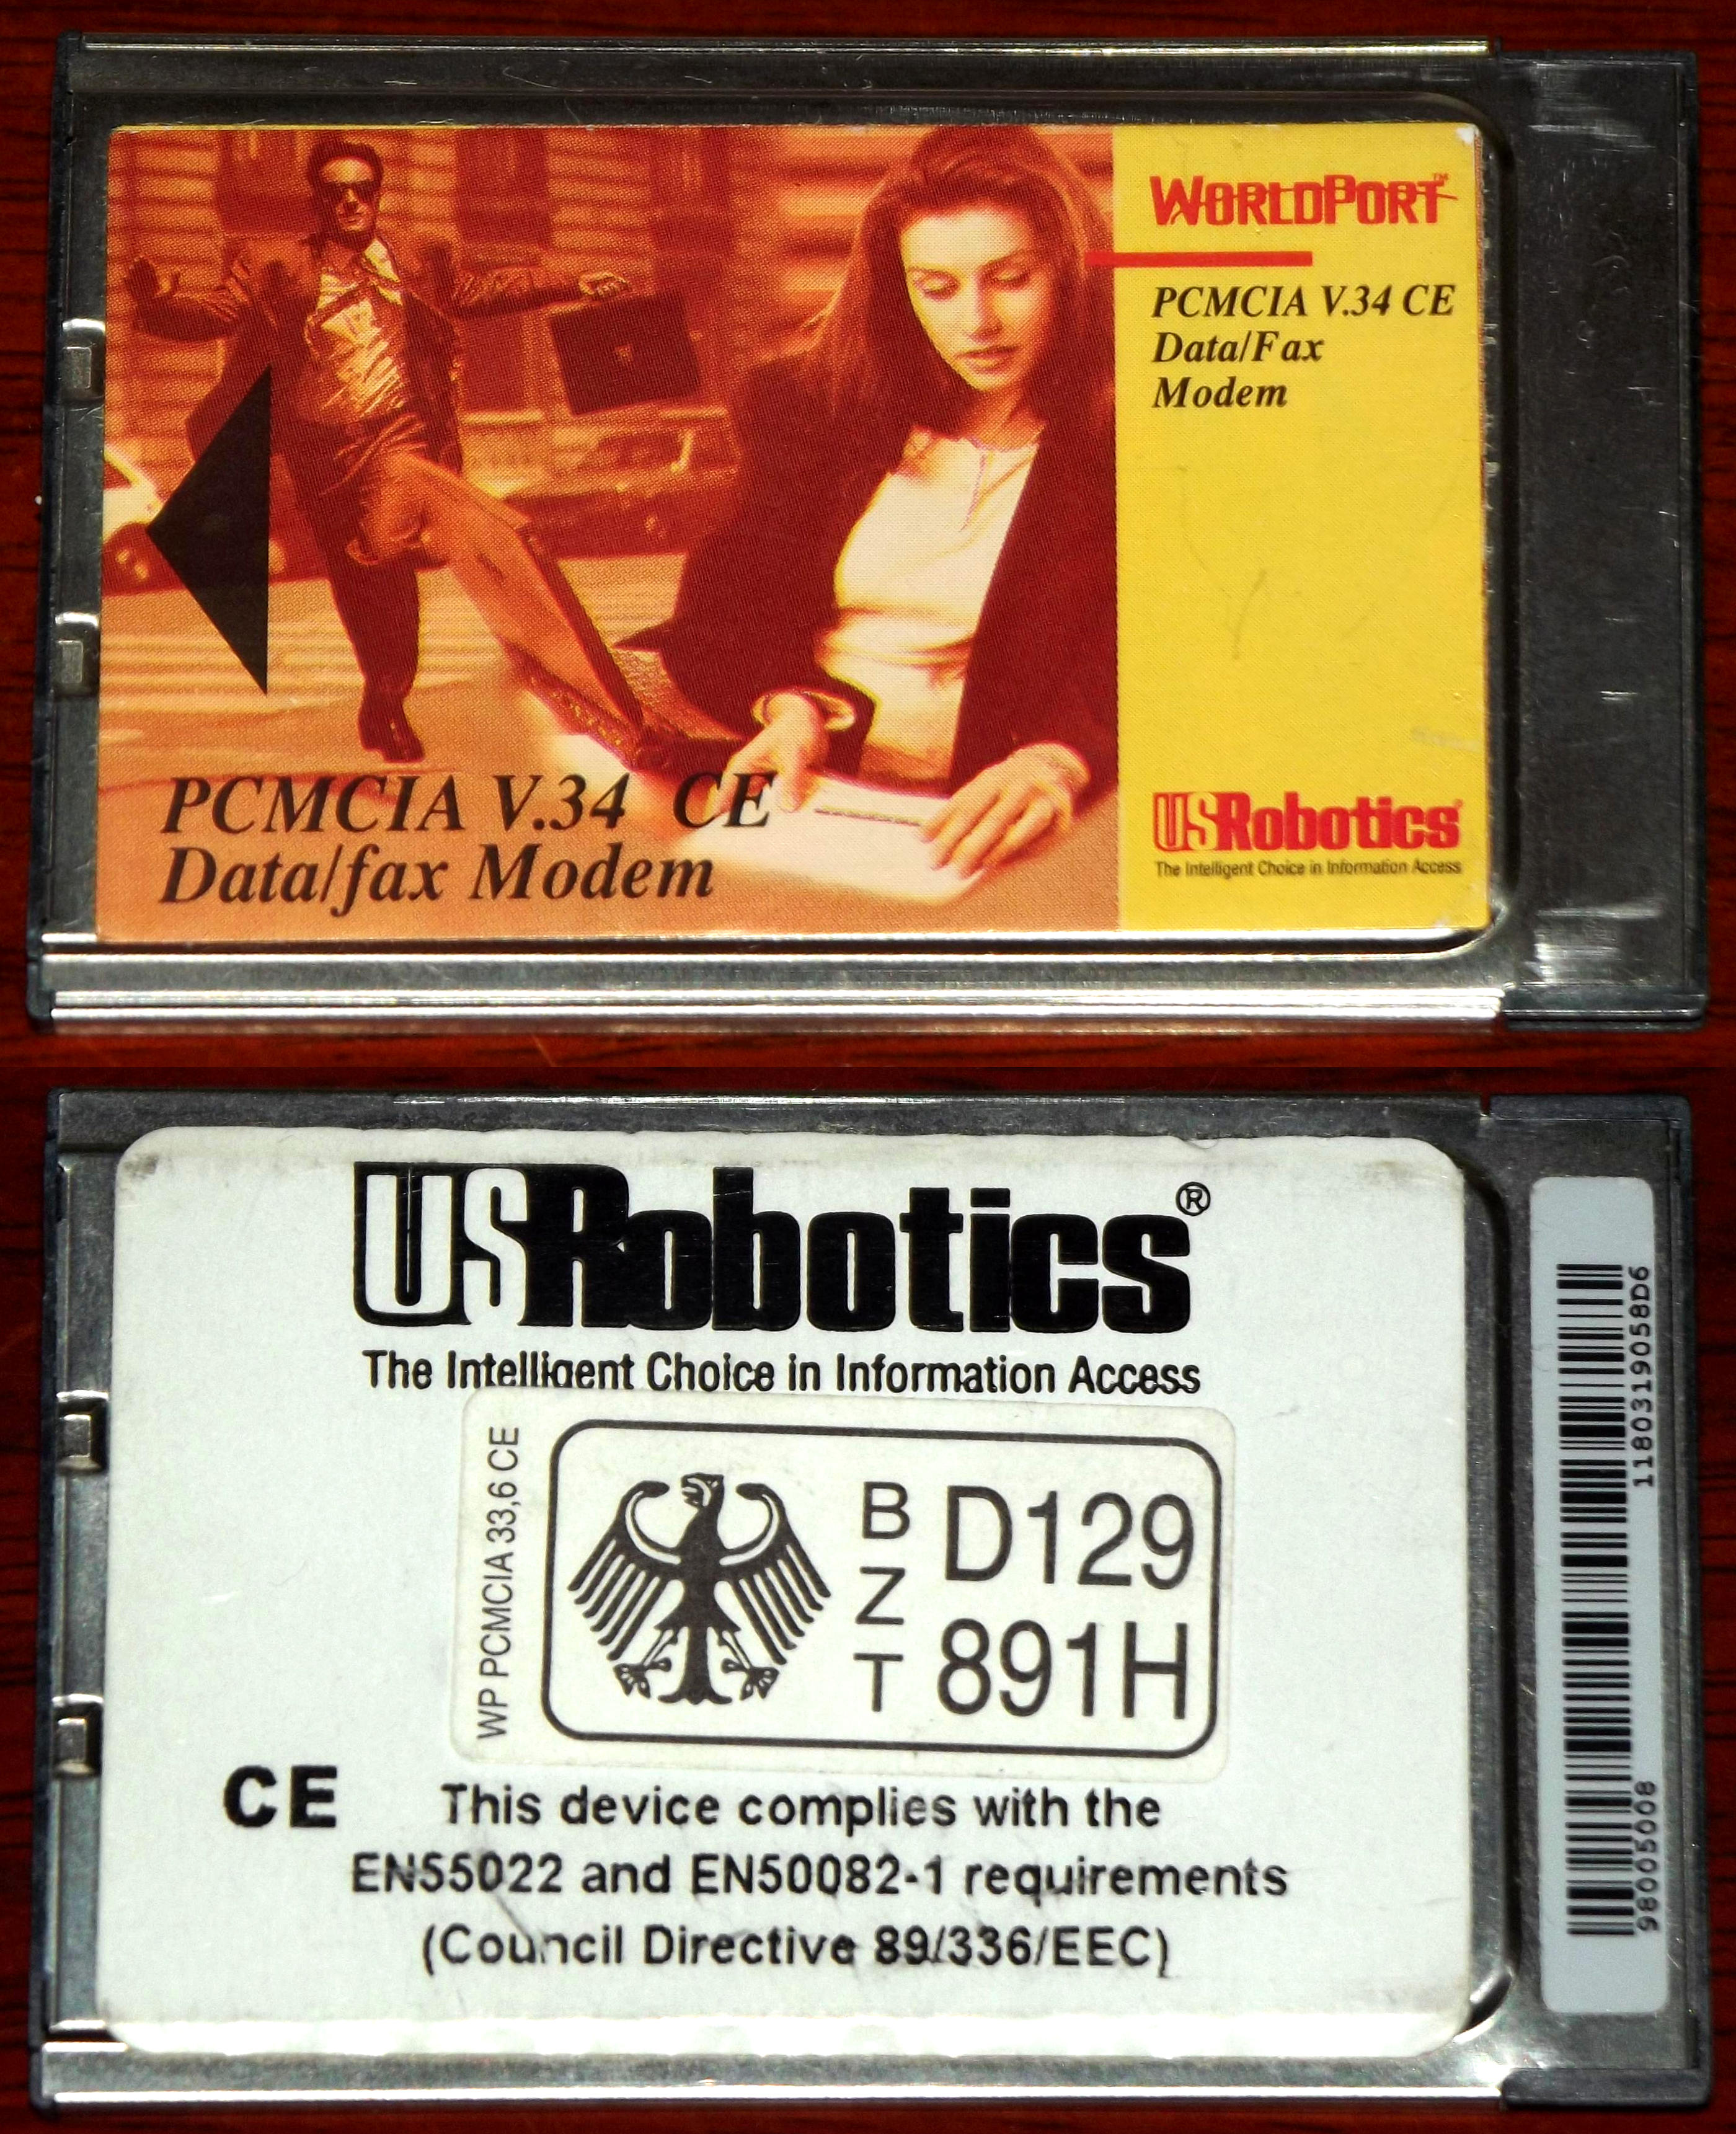 WORLDPORT™
PCMCIA V.34 CE
Data/Fax
Modem
PCMCIA V.34 CE
Data/fax Modem
USRobotics®
The Intelligent Choice in Information Access
USRobotics®
The Intelligent Choice in Information Access
WP PCMCIA 33,6 CE
BZT
D129
891H
CE
This device complies with the
EN55022 and EN50082-1 requirements
(Council Directive 89/336/EEC)
1180319058D6
98005008